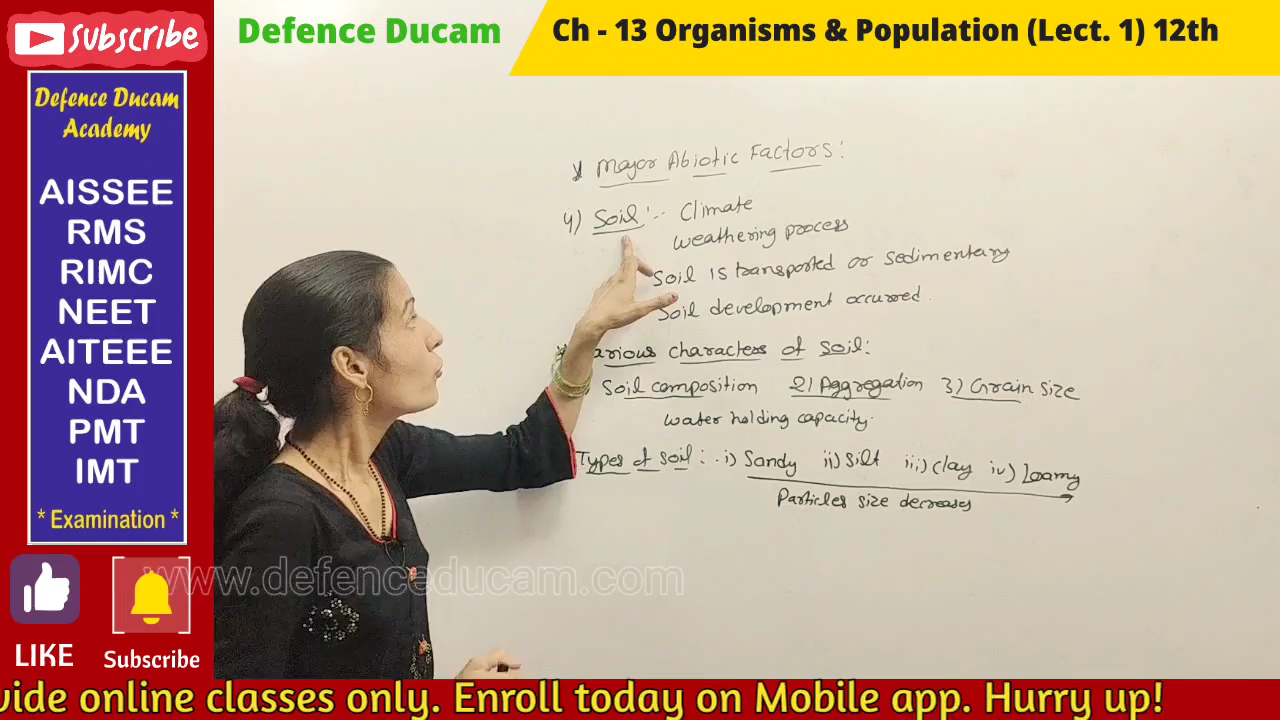 Subscribe
Defence Ducam
Ch - 13 Organisms & Population (Lect. 1) 12th
Defence Ducam
Academy
AISSEE
RMS
RIMC
NEET
AITEEE
NDA
PMT
IMT
* Examination *
LIKE
Subscribe
Major Abiotic Factors:
4) Soil :- Climate
weathering process
Soil is transported or sedimentary
Soil development occurred
arious characters of soil:
Soil composition 2) Aggregation 3) Grain size
water holding capacity.
Types of soil: i) Sandy ii) Silt iii) Clay iv) Loamy
Particles size decreases
www.defenceducam.com
vide online classes only. Enroll today on Mobile app. Hurry up!